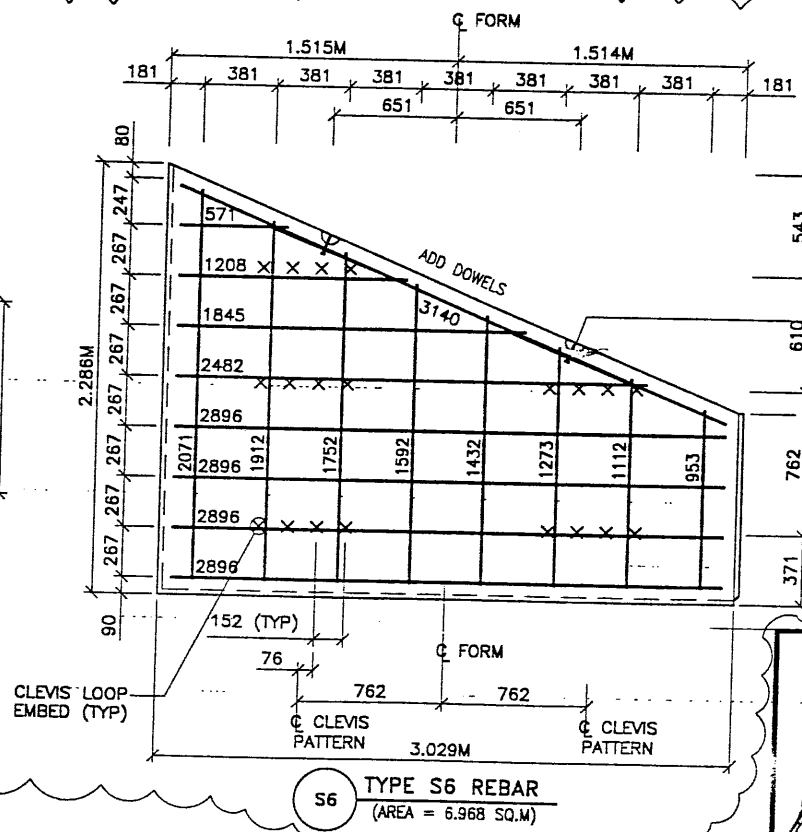 ℄ FORM
1.515M 1.514M
181 381 381 381 381 381 381 381 181
651 651
80
247
267
267
267
267
267
267
267
90
2.286M
571
1208
1845
2482
2896
2896
2896
2896
ADD DOWELS
3140
2071 1912 1752 1592 1432 1273 1112 953
543
610
762
371
152 (TYP)
76
℄ FORM
762 762
CLEVIS LOOP
EMBED (TYP)
℄ CLEVIS
PATTERN
℄ CLEVIS
PATTERN
3.029M
S6 TYPE S6 REBAR
(AREA = 6.968 SQ.M)